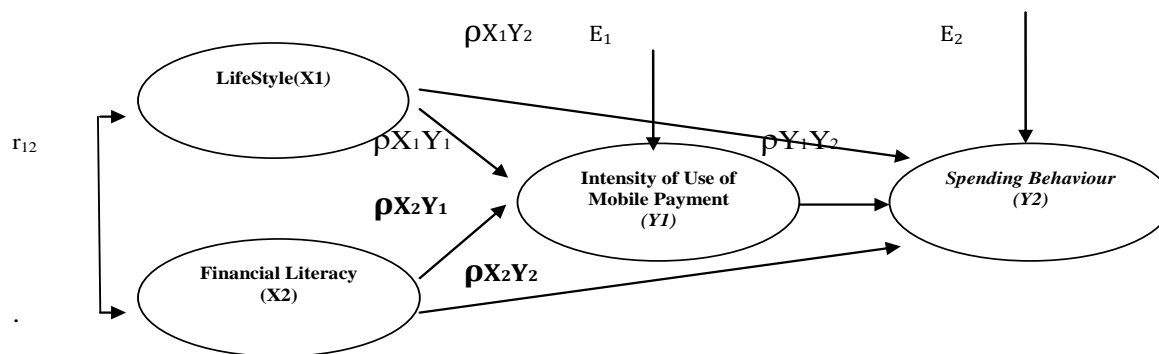 ρX₁Y₂
E₁
E₂
LifeStyle(X1)
r₁₂
ρX₁Y₁
ρY₁Y₂
Intensity of Use of
Mobile Payment
(Y1)
Spending Behaviour
(Y2)
ρX₂Y₁
Financial Literacy
(X2)
ρX₂Y₂
.